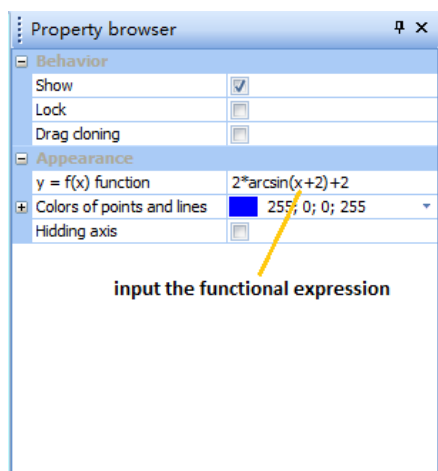 Property browser
Behavior
Show
Lock
Drag cloning
Appearance
y = f(x) function 2*arcsin(x+2)+2
Colors of points and lines 255; 0; 0; 255
Hidding axis
input the functional expression